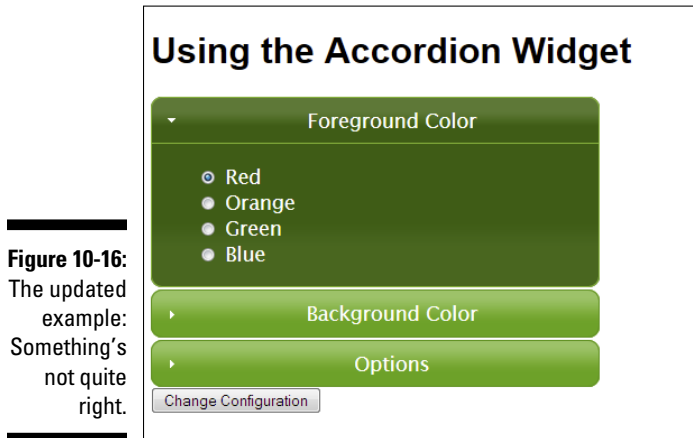 Using the Accordion Widget
Foreground Color
Red
Orange
Green
Blue
Background Color
Options
Change Configuration
Figure 10-16:
The updated
example:
Something’s
not quite
right.